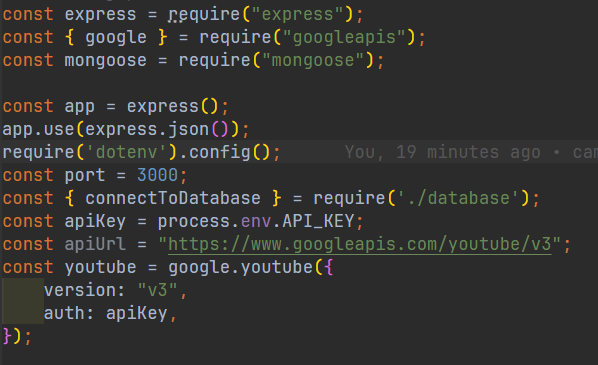 const express = require("express");
const { google } = require("googleapis");
const mongoose = require("mongoose");
const app = express();
app.use(express.json());
require('dotenv').config(); You, 19 minutes ago •
const port = 3000;
const { connectToDatabase } = require('./database');
const apiKey = process.env.API_KEY;
const apiUrl = "https://www.googleapis.com/youtube/v3";
const youtube = google.youtube({
version: "v3",
auth: apiKey,
});